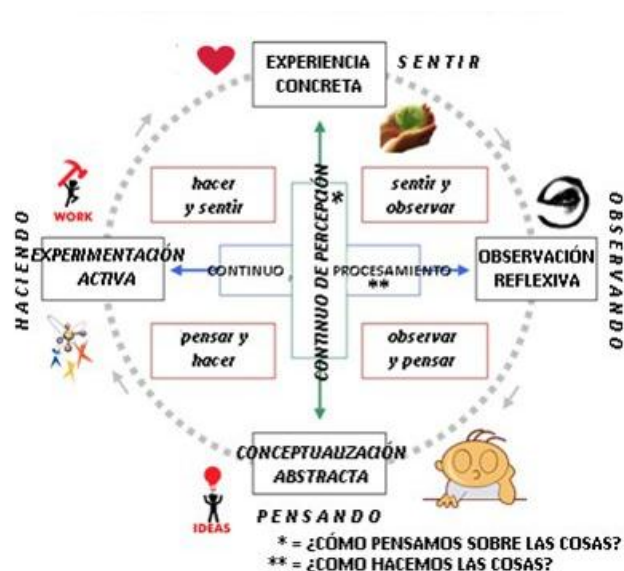 EXPERIENCIA
CONCRETA
SENTIR
hacer
y sentir
sentir y
observar
WORK
HACIENDO
EXPERIMENTACIÓN
ACTIVA
CONTINUO
CONTINUO DE PERCEPCIÓN *
PROCESAMIENTO
**
OBSERVACIÓN
REFLEXIVA
OBSERVANDO
pensar y
hacer
observar
y pensar
CONCEPTUALIZACIÓN
ABSTRACTA
IDEAS
PENSANDO
* = ¿CÓMO PENSAMOS SOBRE LAS COSAS?
** = ¿COMO HACEMOS LAS COSAS?